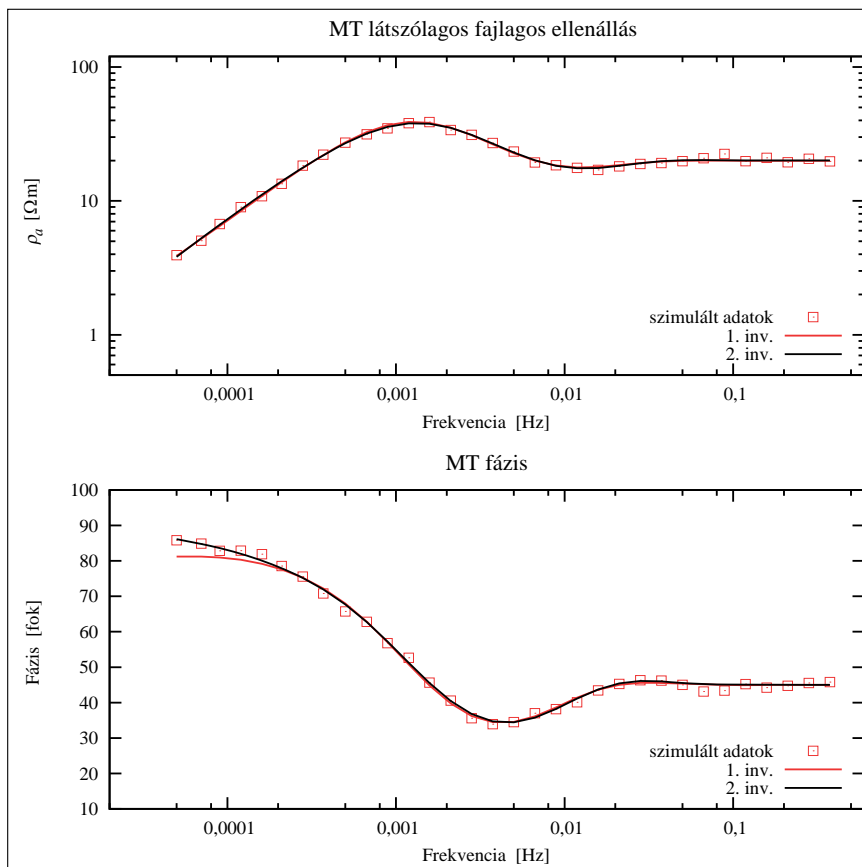 MT látszólagos fajlagos ellenállás
100
10
1
ρa [Ωm]
szimulált adatok
1. inv.
2. inv.
0,0001 0,001 0,01 0,1
Frekvencia [Hz]
MT fázis
100
90
80
70
60
50
40
30
20
10
Fázis [fok]
szimulált adatok
1. inv.
2. inv.
0,0001 0,001 0,01 0,1
Frekvencia [Hz]